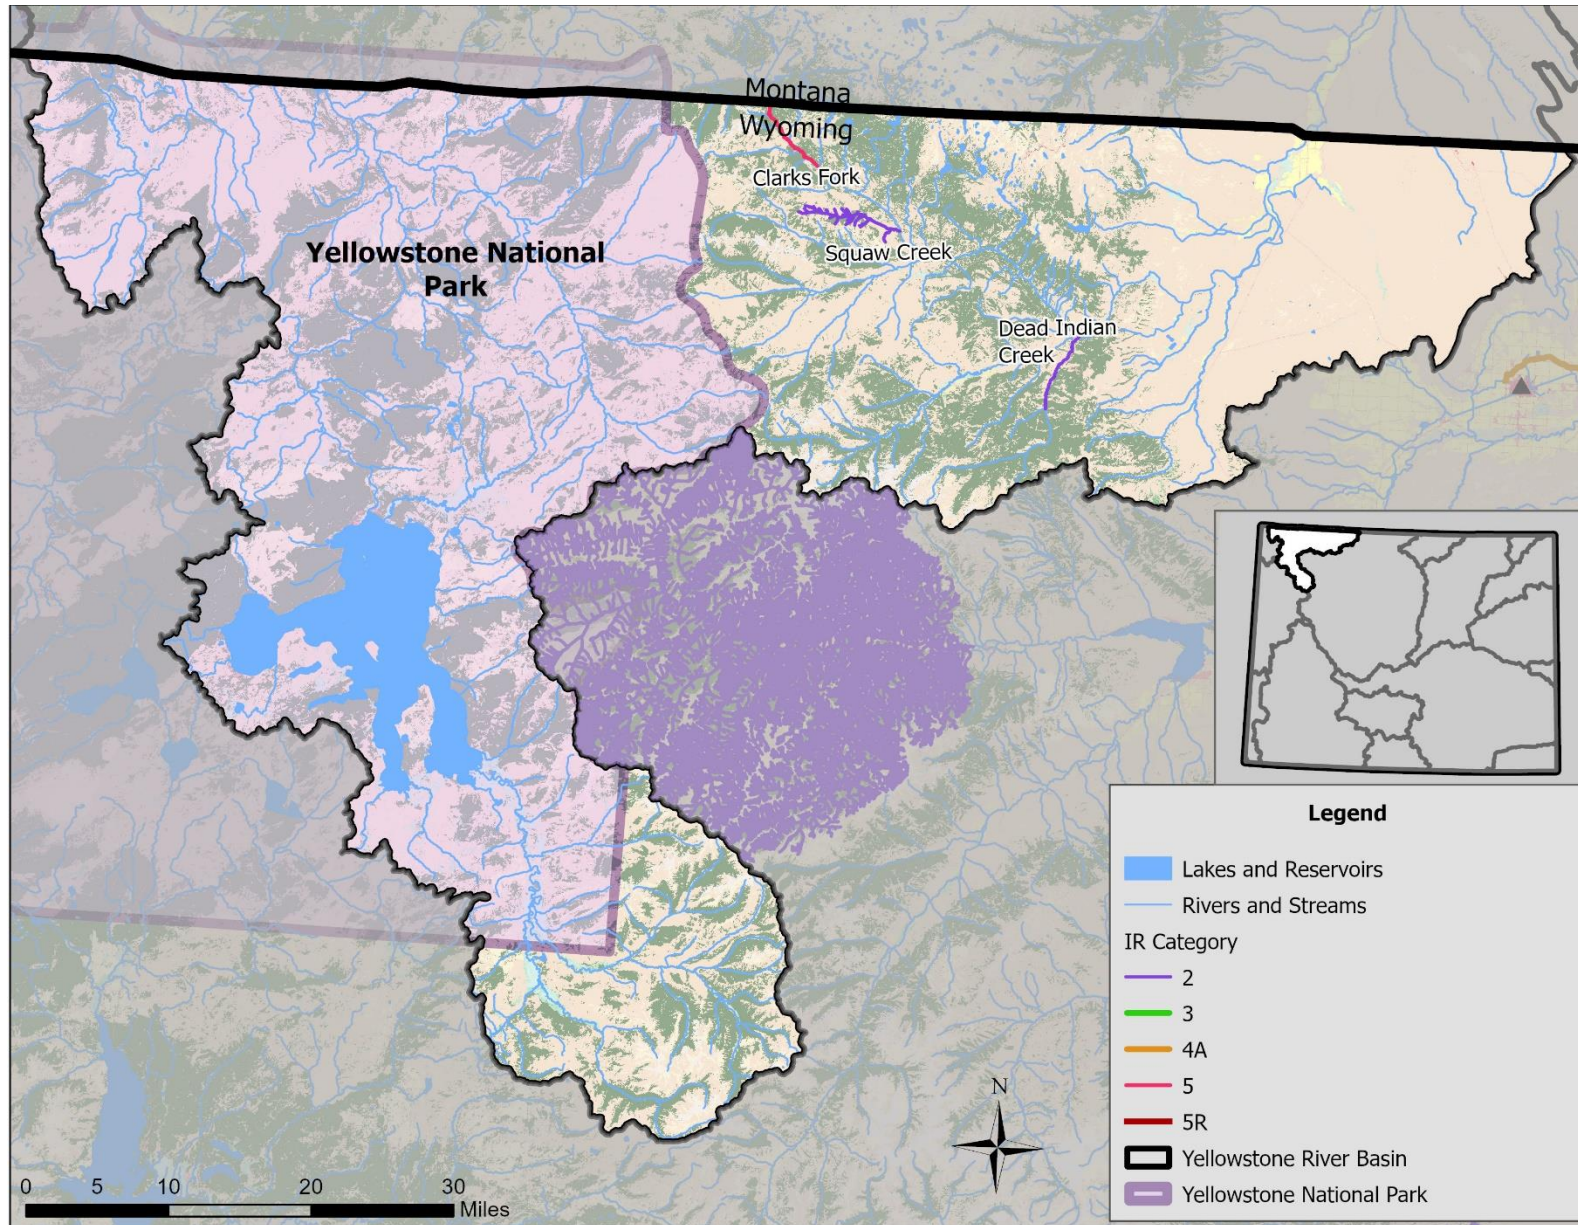 Montana
Wyoming
Clarks Fork
Squaw Creek
Yellowstone National
Park
Dead Indian
Creek
Legend
Lakes and Reservoirs
Rivers and Streams
IR Category
2
3
4A
5
5R
Yellowstone River Basin
Yellowstone National Park
N
0 5 10 20 30
Miles